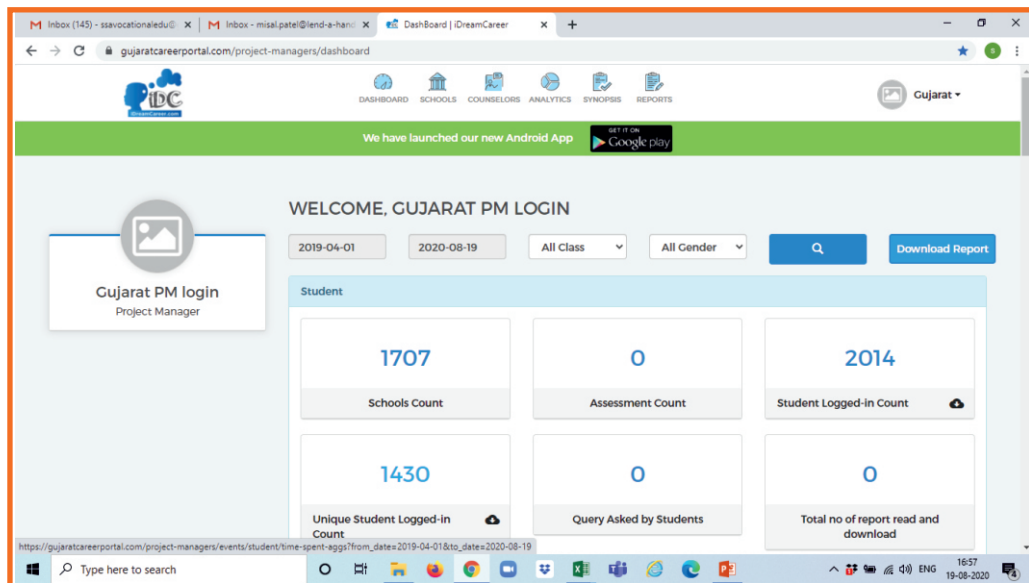 Inbox (145) - ssavocationaledu@
Inbox - misal.patel@lend-a-hand
DashBoard | iDreamCareer
gujaratcareerportal.com/project-managers/dashboard
iDC
iDreamCareer.com
DASHBOARD SCHOOLS COUNSELORS ANALYTICS SYNOPSIS REPORTS
Gujarat
We have launched our new Android App
GET IT ON
Google play
WELCOME, GUJARAT PM LOGIN
2019-04-01 2020-08-19 All Class All Gender Download Report
Gujarat PM login
Project Manager
Student
1707 0 2014
Schools Count Assessment Count Student Logged-in Count
1430 0 0
Unique Student Logged-in Count
Query Asked by Students
Total no of report read and download
https://gujaratcareerportal.com/project-managers/events/student/time-spent-aggs?from_date=2019-04-01&to_date=2020-08-19
Type here to search
ENG
16:57
19-08-2020